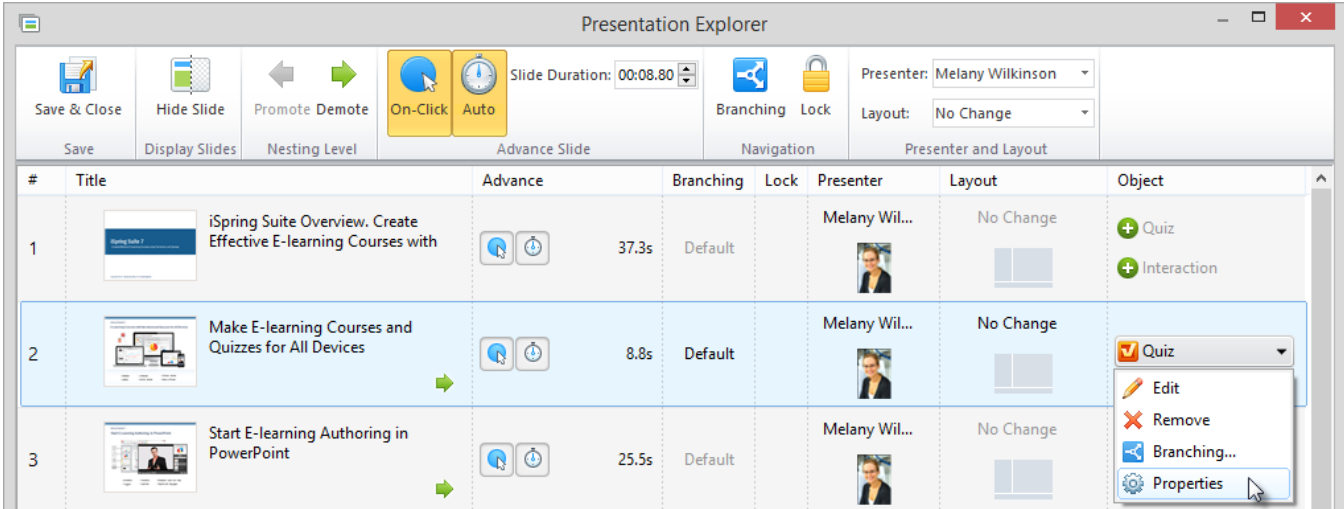 Presentation Explorer
Slide Duration: 00:08.80
Presenter: Melany Wilkinson
Save & Close Hide Slide Promote Demote On-Click Auto Branching Lock Layout: No Change
Save Display Slides Nesting Level Advance Slide Navigation Presenter and Layout
# Title Advance Branching Lock Presenter Layout Object
1
iSpring Suite 7
iSpring Suite Overview. Create
Effective E-learning Courses with
37.3s
Default
Melany Wil...
No Change
Quiz
Interaction
2
Make E-learning Courses and
Quizzes for All Devices
8.8s
Default
Melany Wil...
No Change
Quiz
Edit
Remove
Branching...
Properties
3
Start E-learning Authoring in
PowerPoint
25.5s
Default
Melany Wil...
No Change